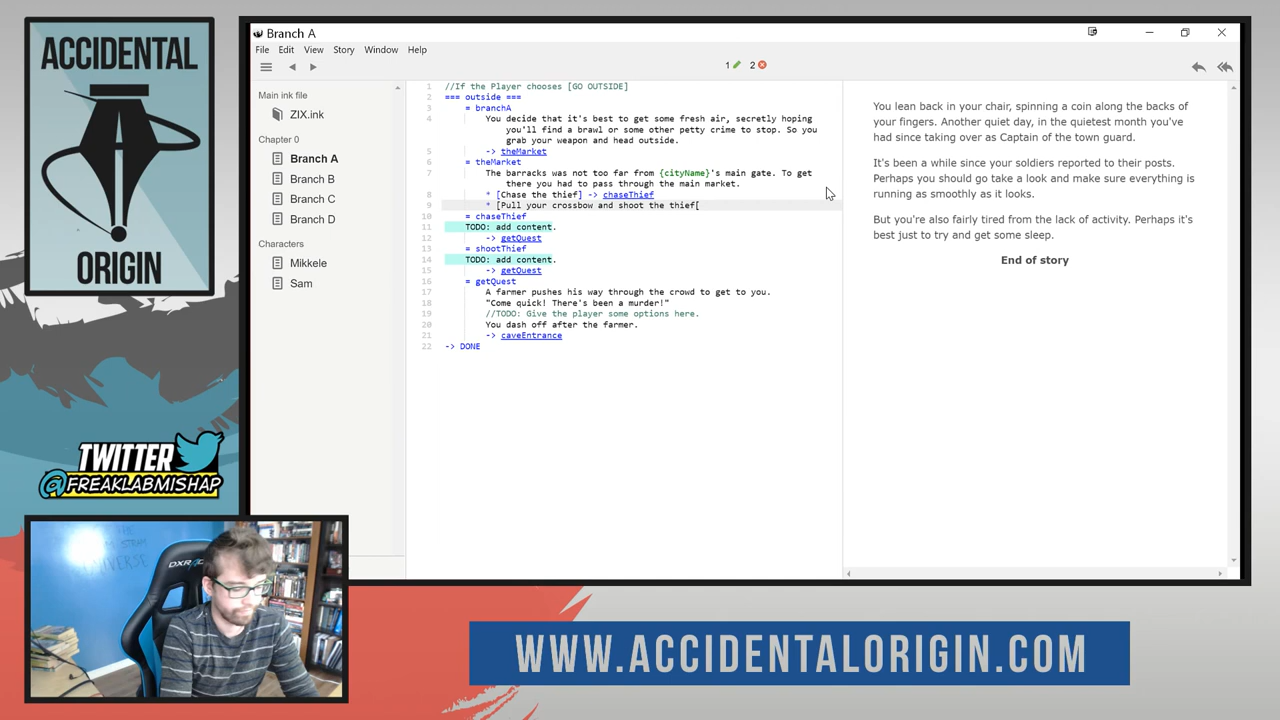 ACCIDENTAL
ORIGIN
TWITTER
@FREAKLABMISHAP
Branch A
File Edit View Story Window Help
1 2
Main ink file
ZIX.ink
Chapter 0
Branch A
Branch B
Branch C
Branch D
Characters
Mikkele
Sam
1 //If the Player chooses [GO OUTSIDE]
2 === outside ===
3 = branchA
4 You decide that it's best to get some fresh air, secretly hoping
you'll find a brawl or some other petty crime to stop. So you
grab your weapon and head outside.
5 -> theMarket
6 = theMarket
7 The barracks was not too far from {cityName}'s main gate. To get
there you had to pass through the main market.
8 * [Chase the thief] -> chaseThief
9 * [Pull your crossbow and shoot the thief[
10 = chaseThief
11 TODO: add content.
12 -> getQuest
13 = shootThief
14 TODO: add content.
15 -> getQuest
16 = getQuest
17 A farmer pushes his way through the crowd to get to you.
18 "Come quick! There's been a murder!"
19 //TODO: Give the player some options here.
20 You dash off after the farmer.
21 -> caveEntrance
22 -> DONE
You lean back in your chair, spinning a coin along the backs of
your fingers. Another quiet day, in the quietest month you've
had since taking over as Captain of the town guard.
It's been a while since your soldiers reported to their posts.
Perhaps you should go take a look and make sure everything is
running as smoothly as it looks.
But you're also fairly tired from the lack of activity. Perhaps it's
best just to try and get some sleep.
End of story
WWW.ACCIDENTALORIGIN.COM